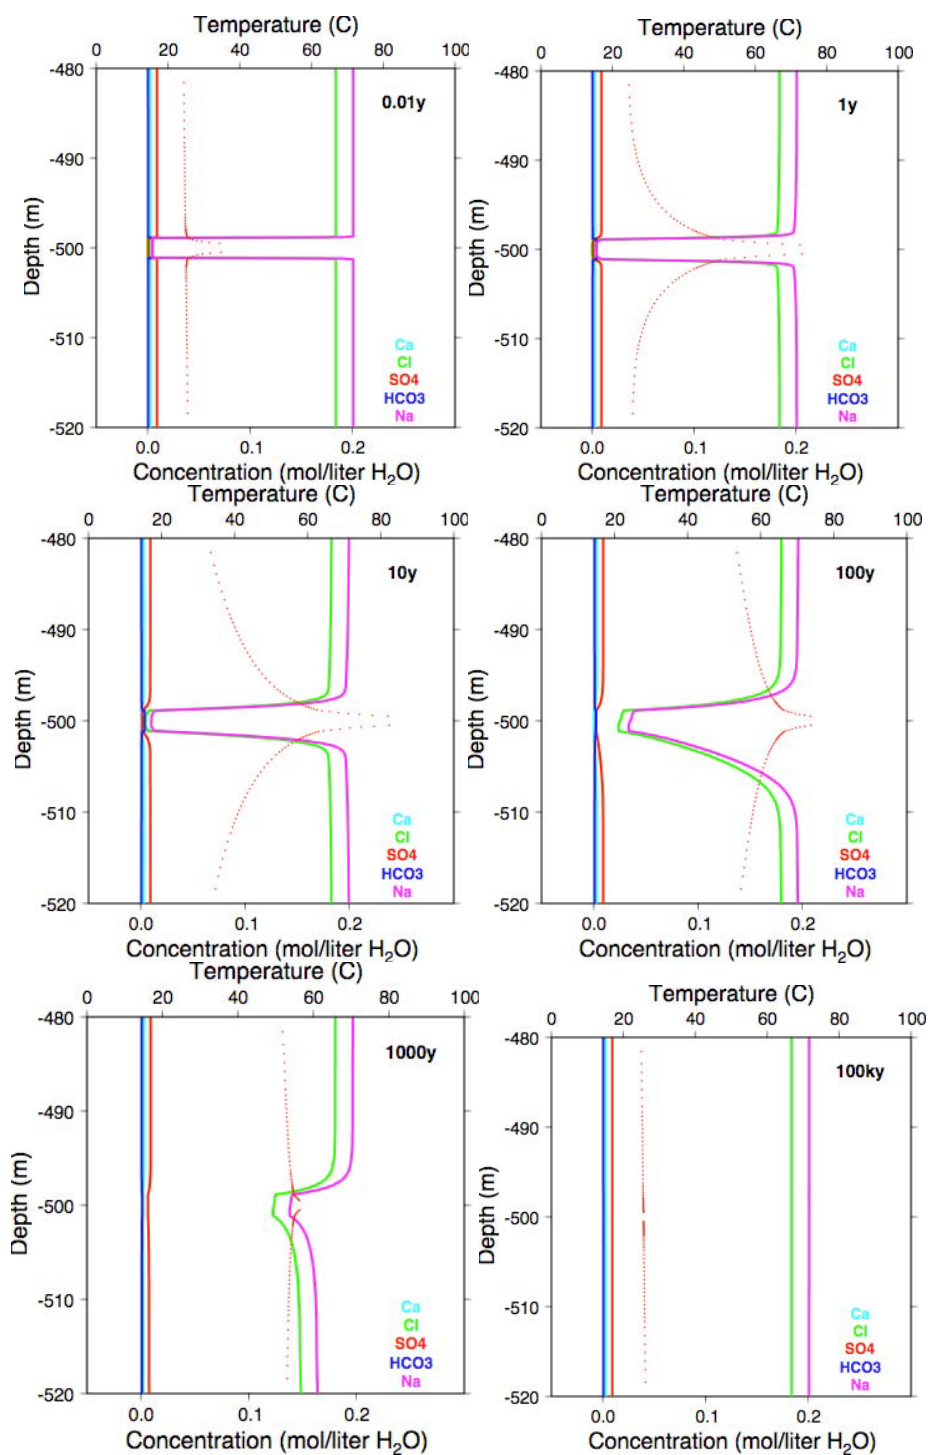 Temperature (C)
0 20 40 60 80 100
-480
0.01y
-490
Depth (m)
-500
-510
Ca
Cl
SO4
HCO3
Na
-520
0.0 0.1 0.2
Concentration (mol/liter H2O)
Temperature (C)
0 20 40 60 80 100
-480
1y
-490
Depth (m)
-500
-510
Ca
Cl
SO4
HCO3
Na
-520
0.0 0.1 0.2
Concentration (mol/liter H2O)
Temperature (C)
0 20 40 60 80 100
-480
10y
-490
Depth (m)
-500
-510
Ca
Cl
SO4
HCO3
Na
-520
0.0 0.1 0.2
Concentration (mol/liter H2O)
Temperature (C)
0 20 40 60 80 100
-480
100y
-490
Depth (m)
-500
-510
Ca
Cl
SO4
HCO3
Na
-520
0.0 0.1 0.2
Concentration (mol/liter H2O)
Temperature (C)
0 20 40 60 80 100
-480
1000y
-490
Depth (m)
-500
-510
Ca
Cl
SO4
HCO3
Na
-520
0.0 0.1 0.2
Concentration (mol/liter H2O)
Temperature (C)
0 20 40 60 80 100
-480
100ky
-490
Depth (m)
-500
-510
Ca
Cl
SO4
HCO3
Na
-520
0.0 0.1 0.2
Concentration (mol/liter H2O)